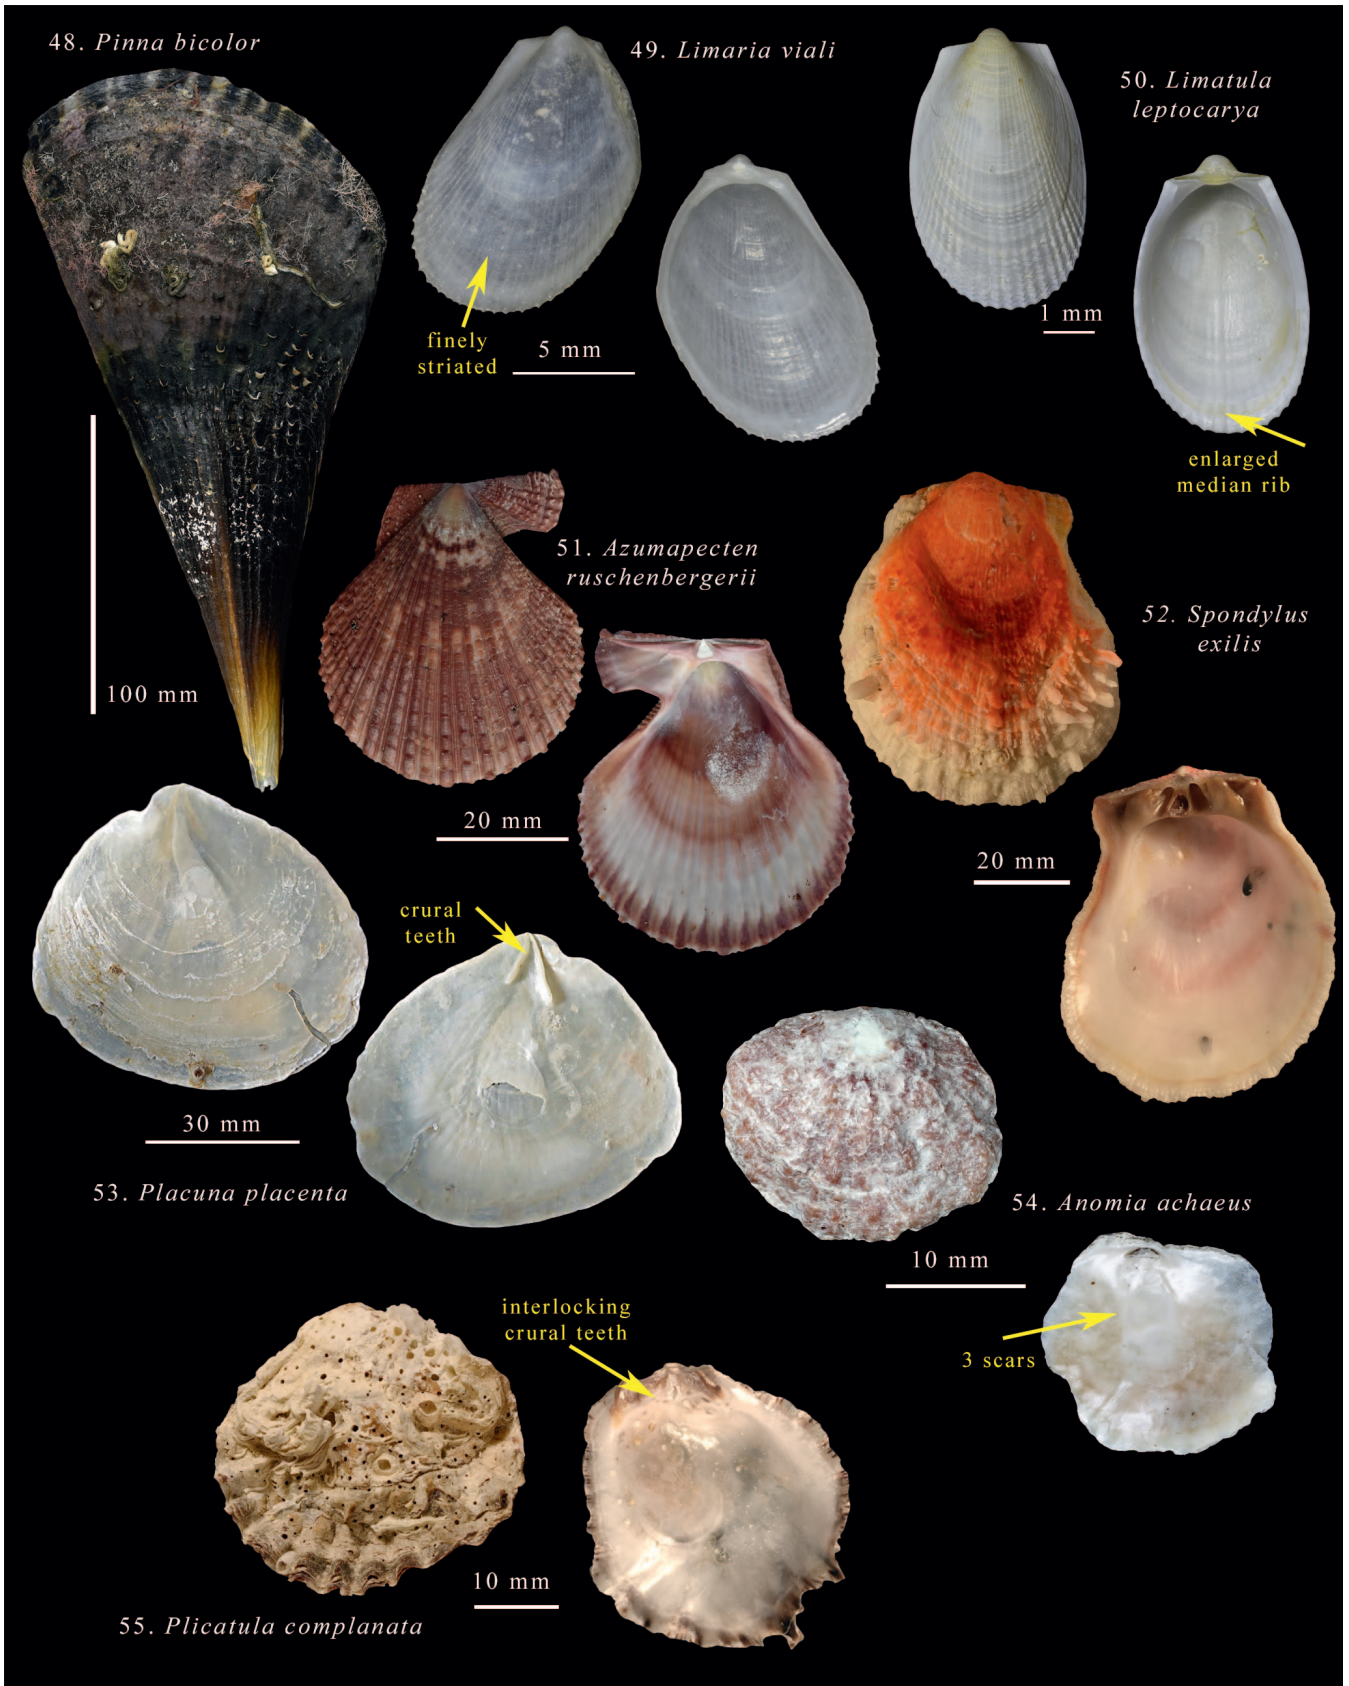 48. Pinna bicolor
49. Limaria viali
50. Limatula
leptocarya
finely
striated
5 mm
1 mm
enlarged
median rib
51. Azumapecten
ruschenbergerii
52. Spondylus
exilis
100 mm
20 mm
20 mm
crural
teeth
30 mm
53. Placuna placenta
54. Anomia achaeus
10 mm
interlocking
crural teeth
3 scars
10 mm
55. Plicatula complanata